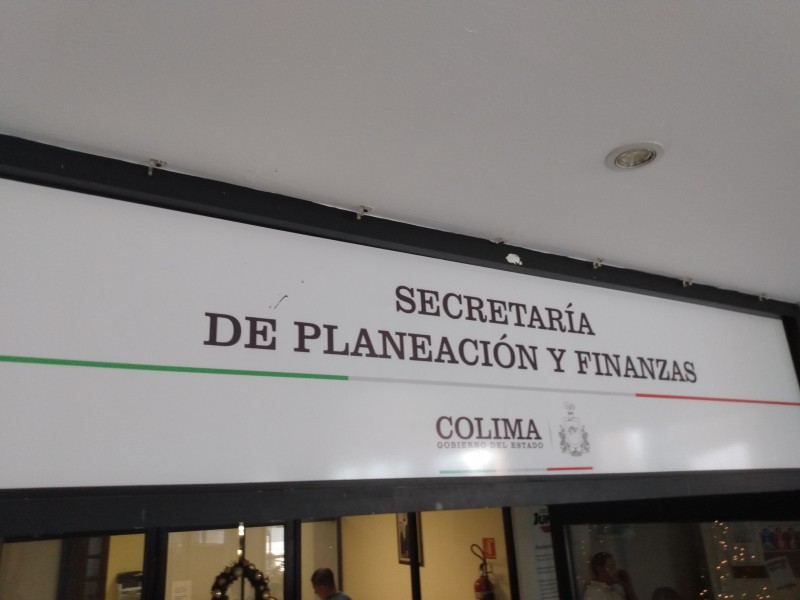 SECRETARÍA
DE PLANEACIÓN Y FINANZAS
COLIMA
GOBIERNO DEL ESTADO